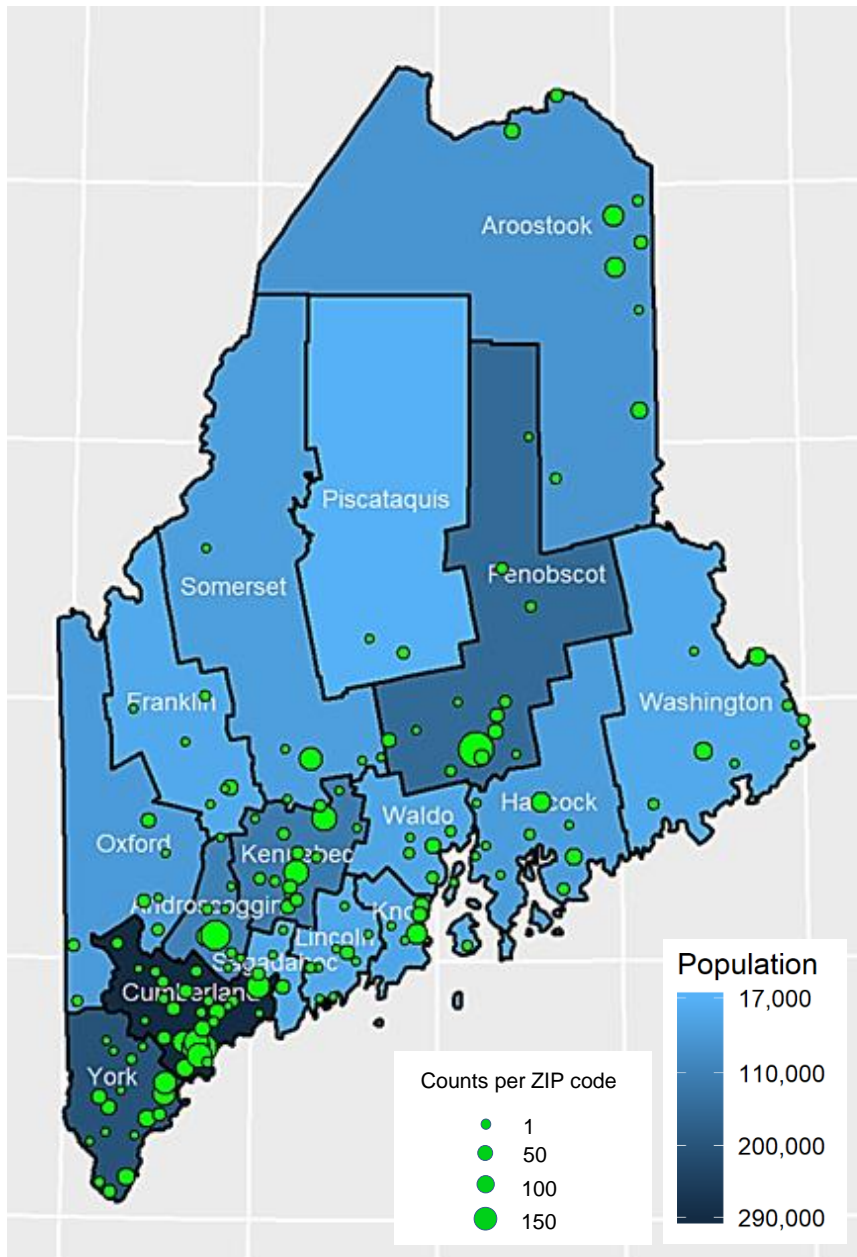 Aroostook
Piscataquis
Somerset
Penobscot
Franklin
Washington
Waldo
Hancock
Oxford
Kennebec
Androscoggin
Knox
Lincoln
Sagadahoc
Cumberland
York
Population
17,000
110,000
200,000
290,000
Counts per ZIP code
1
50
100
150